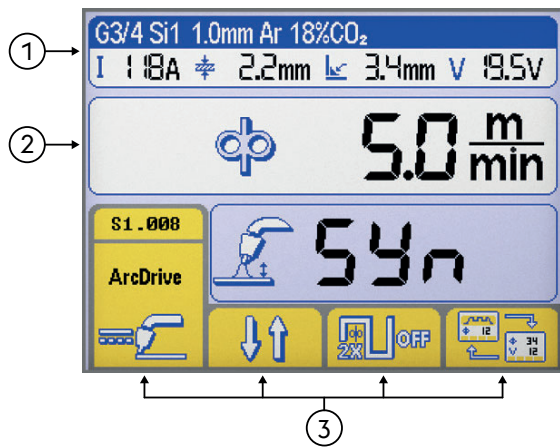 G3/4 Si1 1.0mm Ar 18%CO₂
I 118A 2.2mm 3.4mm V 19.5V
5.0 m/min
S1.008
Syn
ArcDrive
2X OFF
12
34
V 12
1
2
3